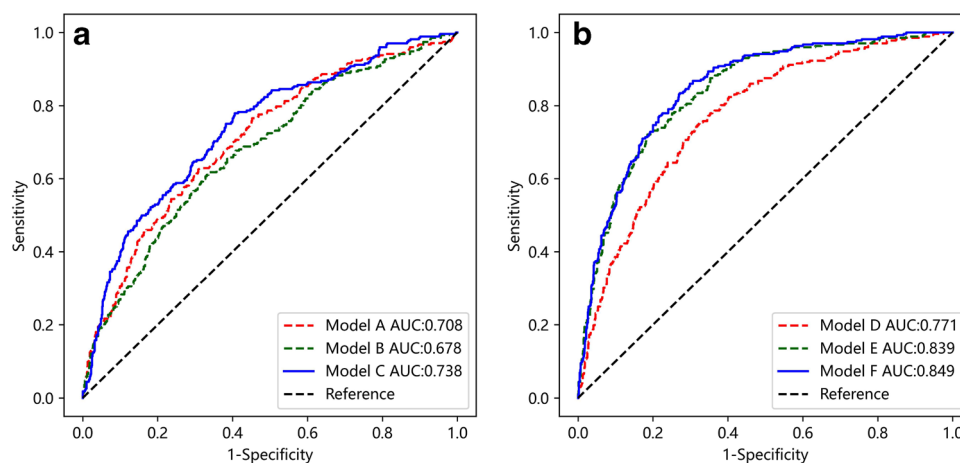 a
1.0
0.8
0.6
0.4
0.2
0.0
Sensitivity
Model A AUC:0.708
Model B AUC:0.678
Model C AUC:0.738
Reference
0.0 0.2 0.4 0.6 0.8 1.0
1-Specificity
b
1.0
0.8
0.6
0.4
0.2
0.0
Sensitivity
Model D AUC:0.771
Model E AUC:0.839
Model F AUC:0.849
Reference
0.0 0.2 0.4 0.6 0.8 1.0
1-Specificity